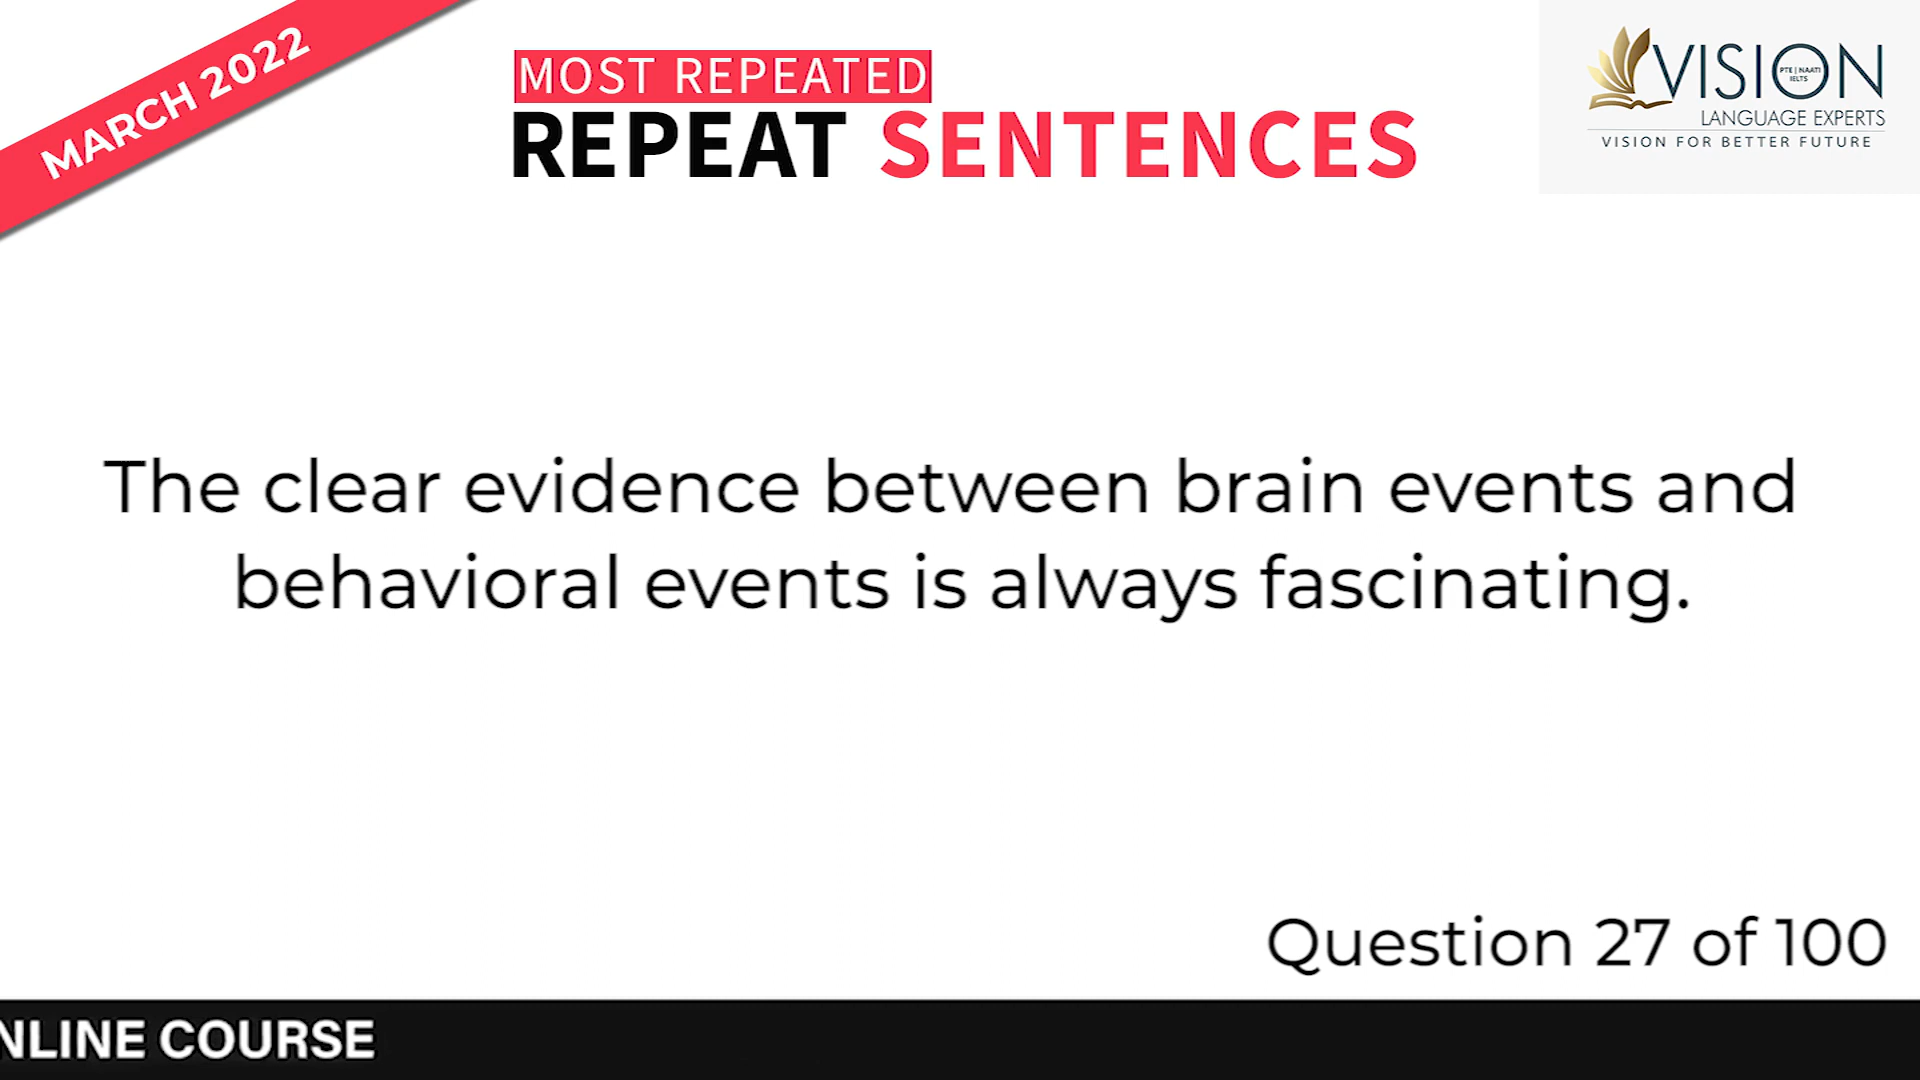 MARCH 2022
MOST REPEATED
REPEAT SENTENCES
VISION
PTE | NAATI
IELTS
LANGUAGE EXPERTS
VISION FOR BETTER FUTURE
The clear evidence between brain events and
behavioral events is always fascinating.
Question 27 of 100
NLINE COURSE